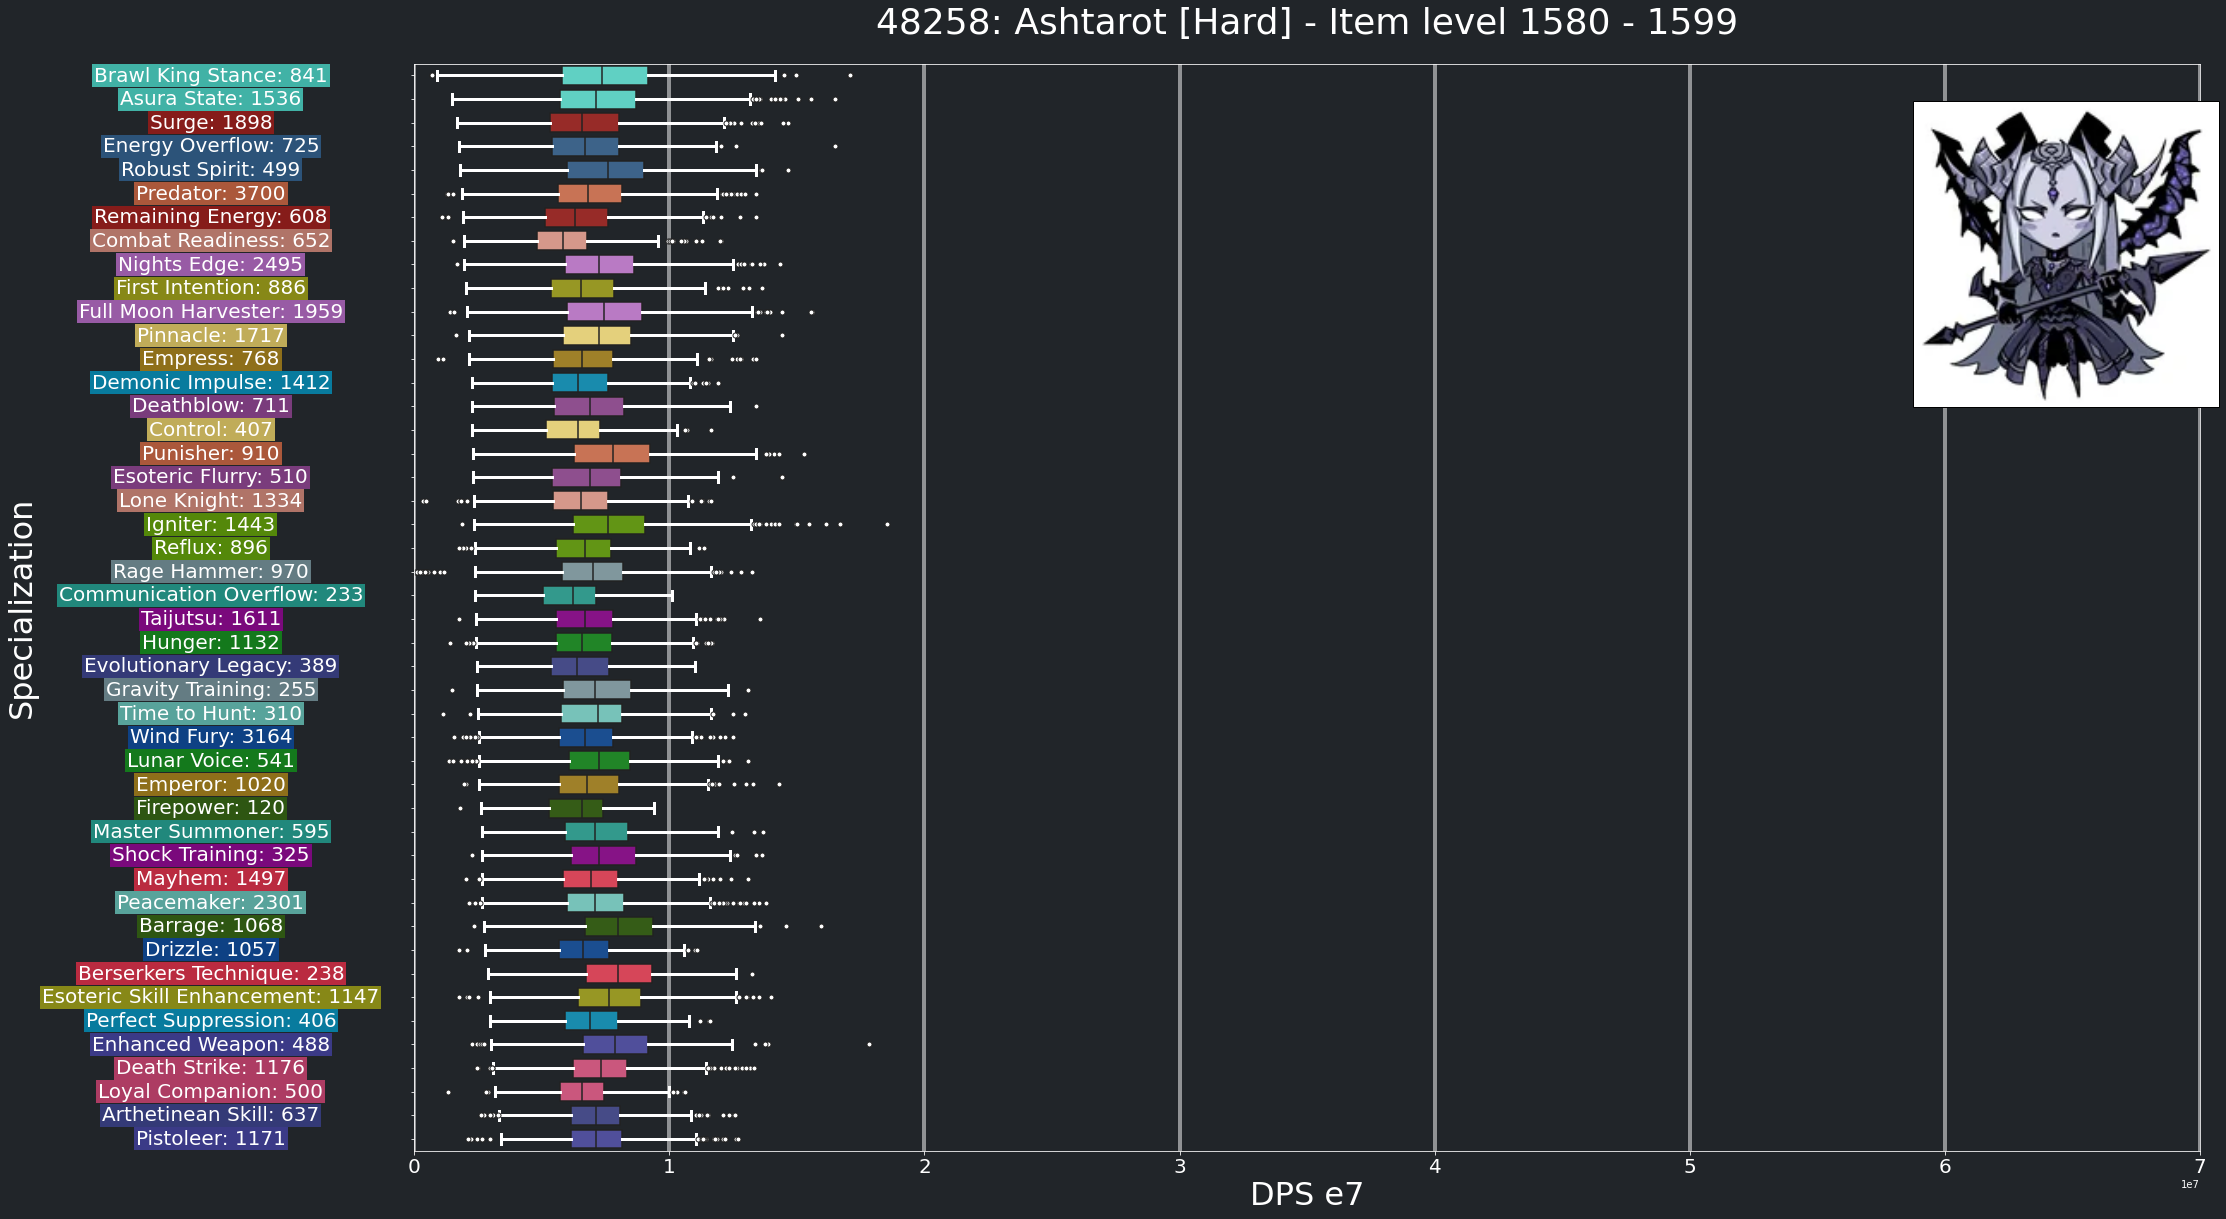 48258: Ashtarot [Hard] - Item level 1580 - 1599
Brawl King Stance: 841
Asura State: 1536
Surge: 1898
Energy Overflow: 725
Robust Spirit: 499
Predator: 3700
Remaining Energy: 608
Combat Readiness: 652
Nights Edge: 2495
First Intention: 886
Full Moon Harvester: 1959
Pinnacle: 1717
Empress: 768
Demonic Impulse: 1412
Deathblow: 711
Control: 407
Punisher: 910
Esoteric Flurry: 510
Lone Knight: 1334
Igniter: 1443
Reflux: 896
Rage Hammer: 970
Communication Overflow: 233
Taijutsu: 1611
Hunger: 1132
Evolutionary Legacy: 389
Gravity Training: 255
Time to Hunt: 310
Wind Fury: 3164
Lunar Voice: 541
Emperor: 1020
Firepower: 120
Master Summoner: 595
Shock Training: 325
Mayhem: 1497
Peacemaker: 2301
Barrage: 1068
Drizzle: 1057
Berserkers Technique: 238
Esoteric Skill Enhancement: 1147
Perfect Suppression: 406
Enhanced Weapon: 488
Death Strike: 1176
Loyal Companion: 500
Arthetinean Skill: 637
Pistoleer: 1171
Specialization
0 1 2 3 4 5 6 7
1e7
DPS e7